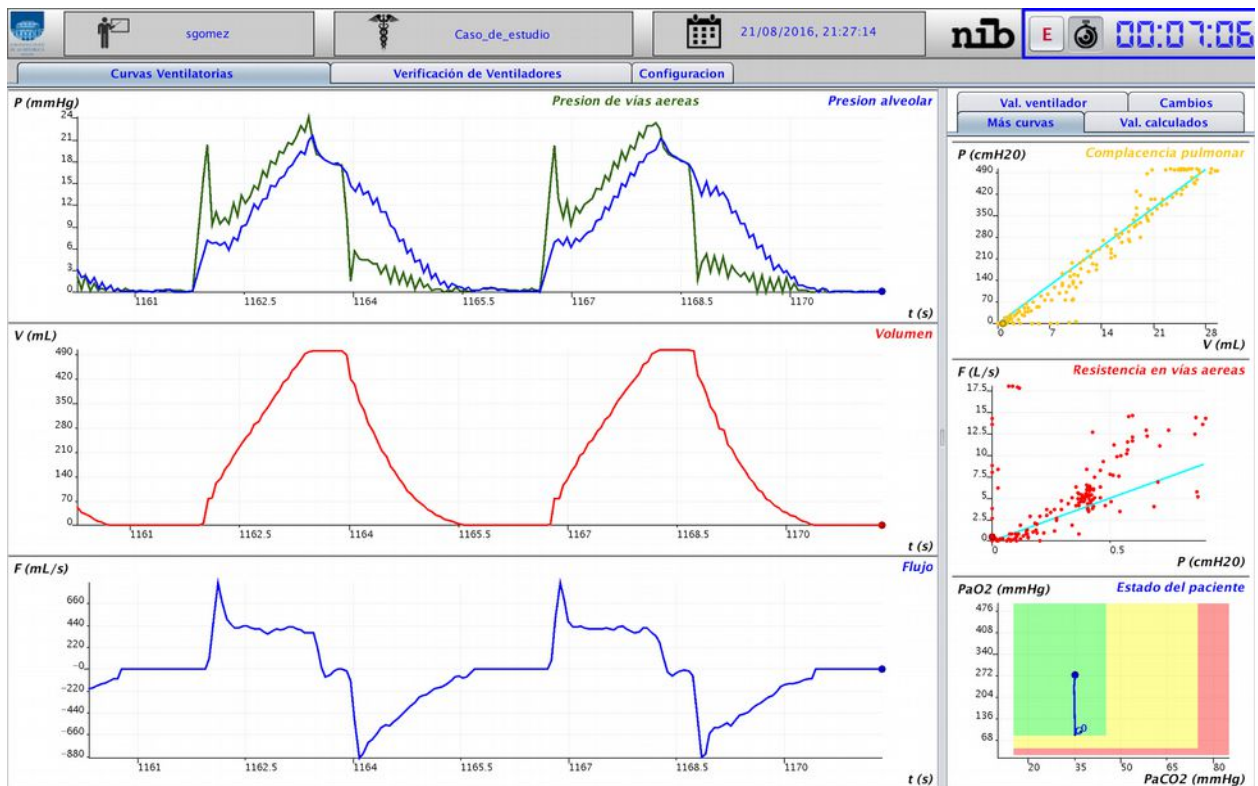 sgomez
Caso_de_estudio
21/08/2016, 21:27:14
nib
E
00:07:06
Curvas Ventilatorias
Verificación de Ventiladores
Configuracion
P (mmHg)
Presion de vías aereas
Presion alveolar
24
21
18
15
12
9
6
3
0
1161
1162.5
1164
1165.5
1167
1168.5
1170
t (s)
V (mL)
Volumen
490
420
350
280
210
140
70
0
1161
1162.5
1164
1165.5
1167
1168.5
1170
t (s)
F (mL/s)
Flujo
660
440
220
-0
-220
-440
-660
-880
1161
1162.5
1164
1165.5
1167
1168.5
1170
t (s)
Val. ventilador
Cambios
Más curvas
Val. calculados
P (cmH20)
Complacencia pulmonar
490
420
350
280
210
140
70
0
0
7
14
21
28
V (mL)
F (L/s)
Resistencia en vías aereas
17.5
15
12.5
10
7.5
5
2.5
0
0
0.5
P (cmH20)
PaO2 (mmHg)
Estado del paciente
476
408
340
272
204
136
68
20
35
50
65
80
PaCO2 (mmHg)